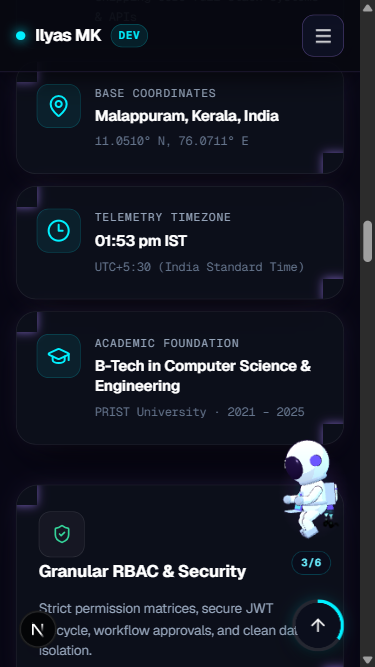 & APIs
Ilyas MK DEV
BASE COORDINATES
Malappuram, Kerala, India
11.0510° N, 76.0711° E
TELEMETRY TIMEZONE
01:53 pm IST
UTC+5:30 (India Standard Time)
ACADEMIC FOUNDATION
B-Tech in Computer Science &
Engineering
PRIST University · 2021 – 2025
3/6
Granular RBAC & Security
Strict permission matrices, secure JWT
cycle, workflow approvals, and clean
isolation.
N